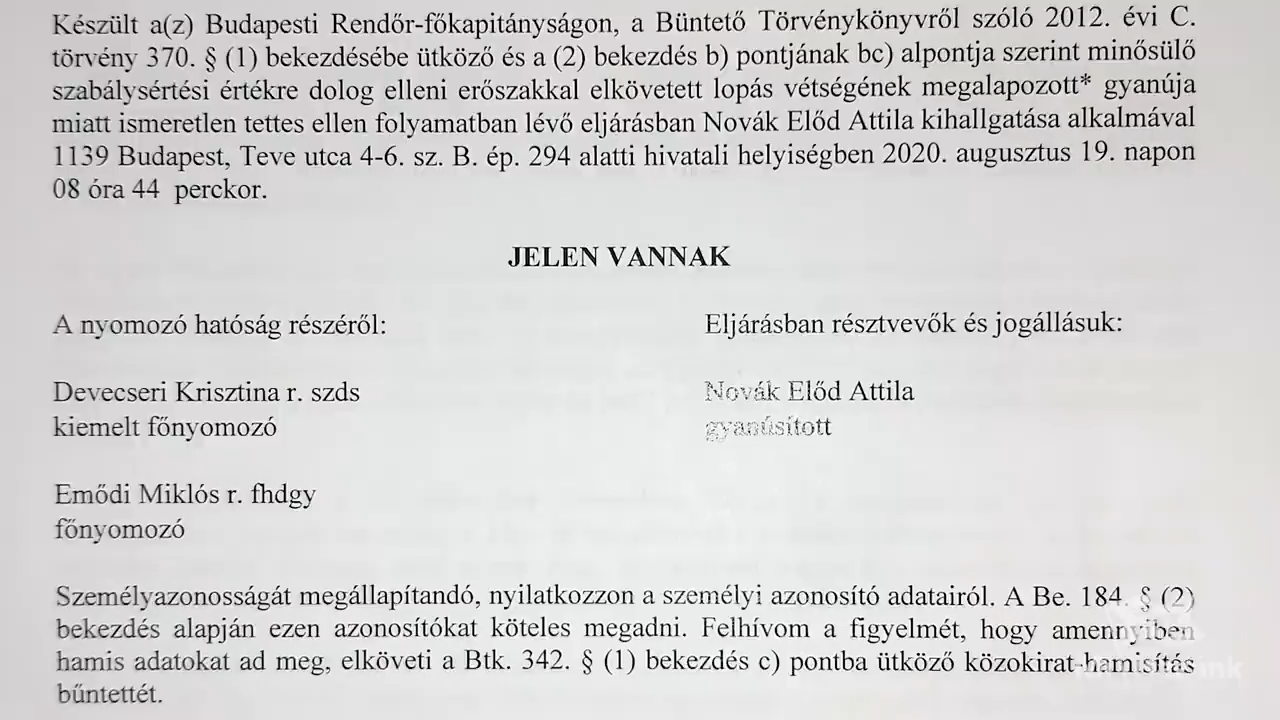 Készült a(z) Budapesti Rendőr-főkapitányságon, a Büntető Törvénykönyvről szóló 2012. évi C.
törvény 370. § (1) bekezdésébe ütköző és a (2) bekezdés b) pontjának bc) alpontja szerint minősülő
szabálysértési értékre dolog elleni erőszakkal elkövetett lopás vétségének megalapozott* gyanúja
miatt ismeretlen tettes ellen folyamatban lévő eljárásban Novák Előd Attila kihallgatása alkalmával
1139 Budapest, Teve utca 4-6. sz. B. ép. 294 alatti hivatali helyiségben 2020. augusztus 19. napon
08 óra 44 perckor.
JELEN VANNAK
A nyomozó hatóság részéről:
Eljárásban résztvevők és jogállásuk:
Devecseri Krisztina r. szds
kiemelt főnyomozó
Novák Előd Attila
gyanúsított
Emődi Miklós r. fhdgy
főnyomozó
Személyazonosságát megállapítandó, nyilatkozzon a személyi azonosító adatairól. A Be. 184. § (2)
bekezdés alapján ezen azonosítókat köteles megadni. Felhívom a figyelmét, hogy amennyiben
hamis adatokat ad meg, elköveti a Btk. 342. § (1) bekezdés c) pontba ütköző közokirat-hamisítás
bűntettét.